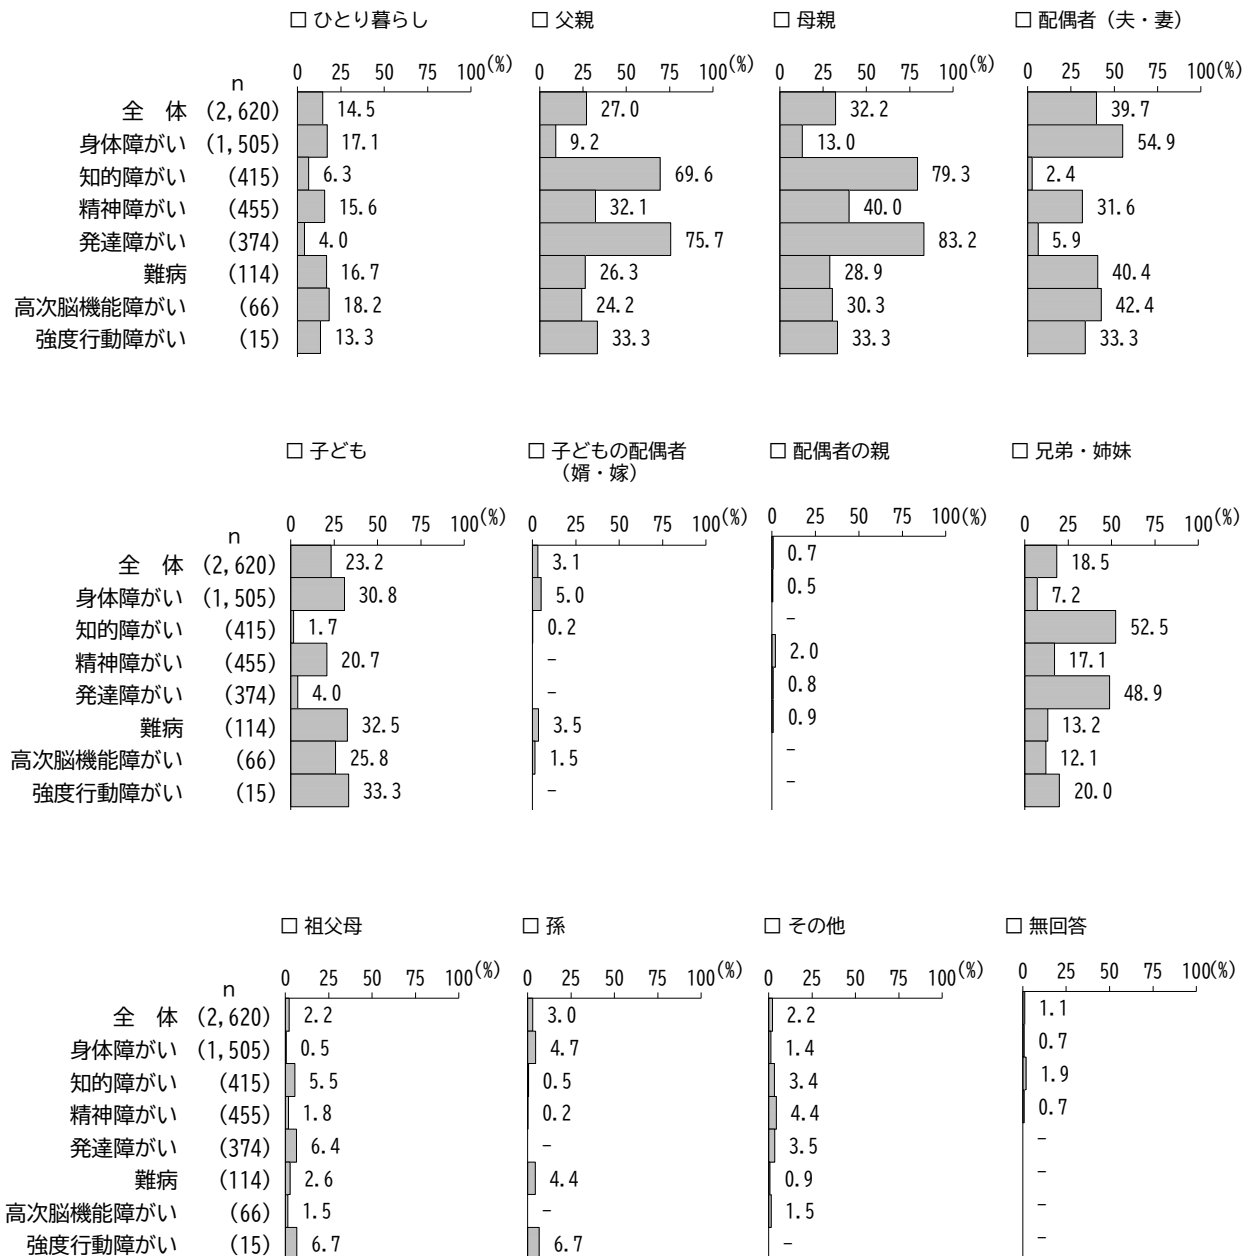 □ ひとり暮らし □ 父親 □ 母親 □ 配偶者（夫・妻）
0 25 50 75 100(%) 0 25 50 75 100(%) 0 25 50 75 100(%) 0 25 50 75 100(%)
n
全　体 (2,620) 14.5 27.0 32.2 39.7
身体障がい (1,505) 17.1 9.2 13.0 54.9
知的障がい (415) 6.3 69.6 79.3 2.4
精神障がい (455) 15.6 32.1 40.0 31.6
発達障がい (374) 4.0 75.7 83.2 5.9
難病 (114) 16.7 26.3 28.9 40.4
高次脳機能障がい (66) 18.2 24.2 30.3 42.4
強度行動障がい (15) 13.3 33.3 33.3 33.3
□ 子ども □ 子どもの配偶者 □ 配偶者の親 □ 兄弟・姉妹
（婿・嫁）
0 25 50 75 100(%) 0 25 50 75 100(%) 0 25 50 75 100(%) 0 25 50 75 100(%)
n
全　体 (2,620) 23.2 3.1 0.7 18.5
身体障がい (1,505) 30.8 5.0 0.5 7.2
知的障がい (415) 1.7 0.2 - 52.5
精神障がい (455) 20.7 - 2.0 17.1
発達障がい (374) 4.0 - 0.8 48.9
難病 (114) 32.5 3.5 0.9 13.2
高次脳機能障がい (66) 25.8 1.5 - 12.1
強度行動障がい (15) 33.3 - - 20.0
□ 祖父母 □ 孫 □ その他 □ 無回答
0 25 50 75 100(%) 0 25 50 75 100(%) 0 25 50 75 100(%) 0 25 50 75 100(%)
n
全　体 (2,620) 2.2 3.0 2.2 1.1
身体障がい (1,505) 0.5 4.7 1.4 0.7
知的障がい (415) 5.5 0.5 3.4 1.9
精神障がい (455) 1.8 0.2 4.4 0.7
発達障がい (374) 6.4 - 3.5 -
難病 (114) 2.6 4.4 0.9 -
高次脳機能障がい (66) 1.5 - 1.5 -
強度行動障がい (15) 6.7 6.7 - -